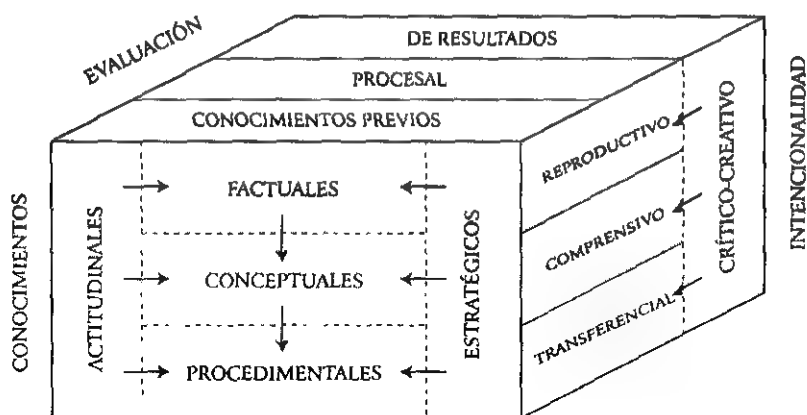 EVALUACIÓN
DE RESULTADOS
PROCESAL
CONOCIMIENTOS PREVIOS
CONOCIMIENTOS
ACTITUDINALES
FACTUALES
CONCEPTUALES
PROCEDIMENTALES
ESTRATÉGICOS
REPRODUCTIVO
COMPRENSIVO
TRANSFERENCIAL
CRÍTICO-CREATIVO
INTENCIONALIDAD